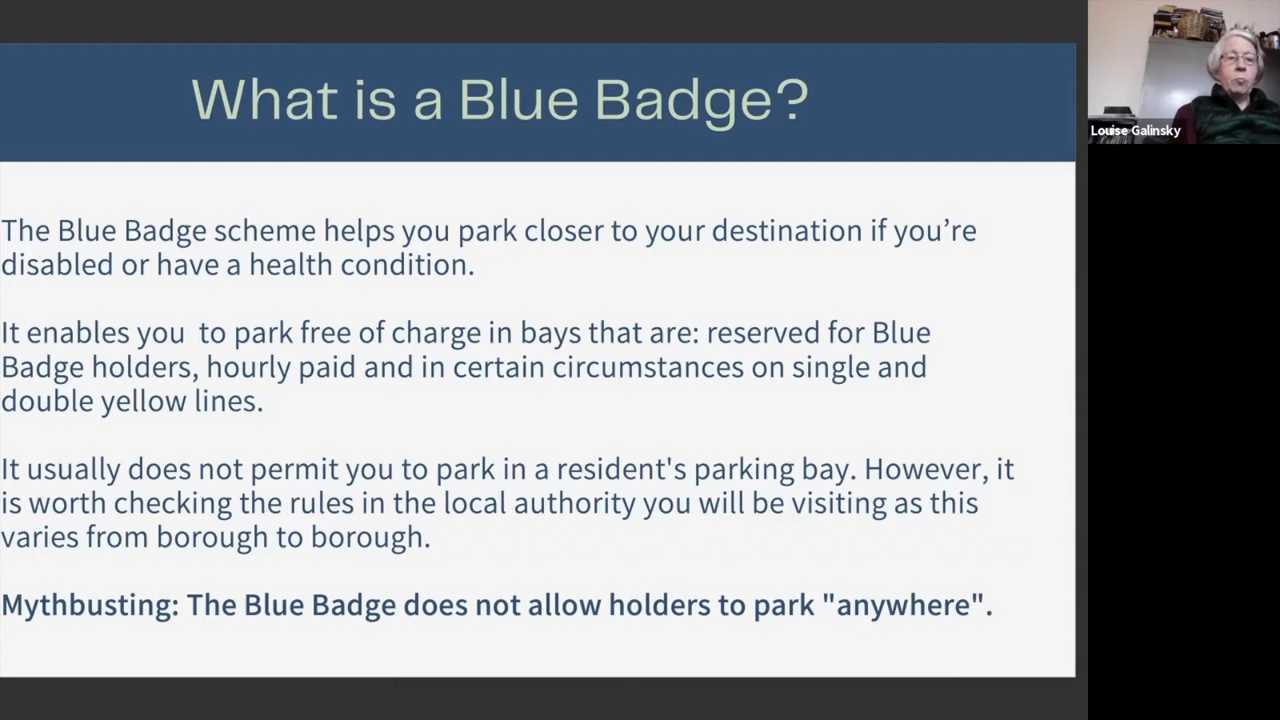 What is a Blue Badge?
Louise Galinsky
The Blue Badge scheme helps you park closer to your destination if you’re
disabled or have a health condition.
It enables you  to park free of charge in bays that are: reserved for Blue
Badge holders, hourly paid and in certain circumstances on single and
double yellow lines.
It usually does not permit you to park in a resident's parking bay. However, it
is worth checking the rules in the local authority you will be visiting as this
varies from borough to borough.
Mythbusting: The Blue Badge does not allow holders to park "anywhere".